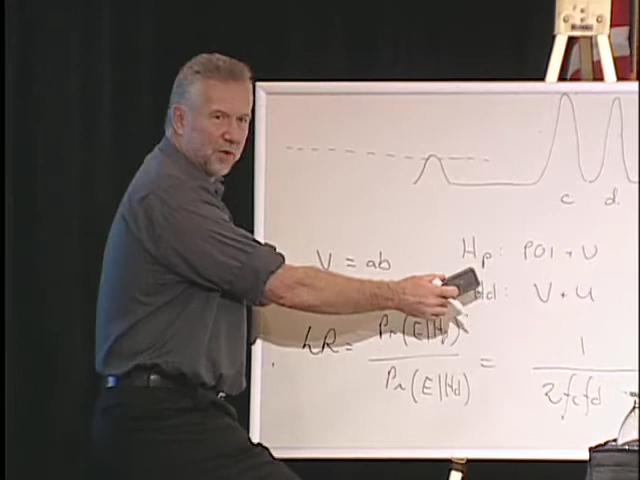 c d
V = ab
Hp: POI + V
Hd: V + U
LR = Pr(E|Hp) / Pr(E|Hd) = 1 / 2fcfd